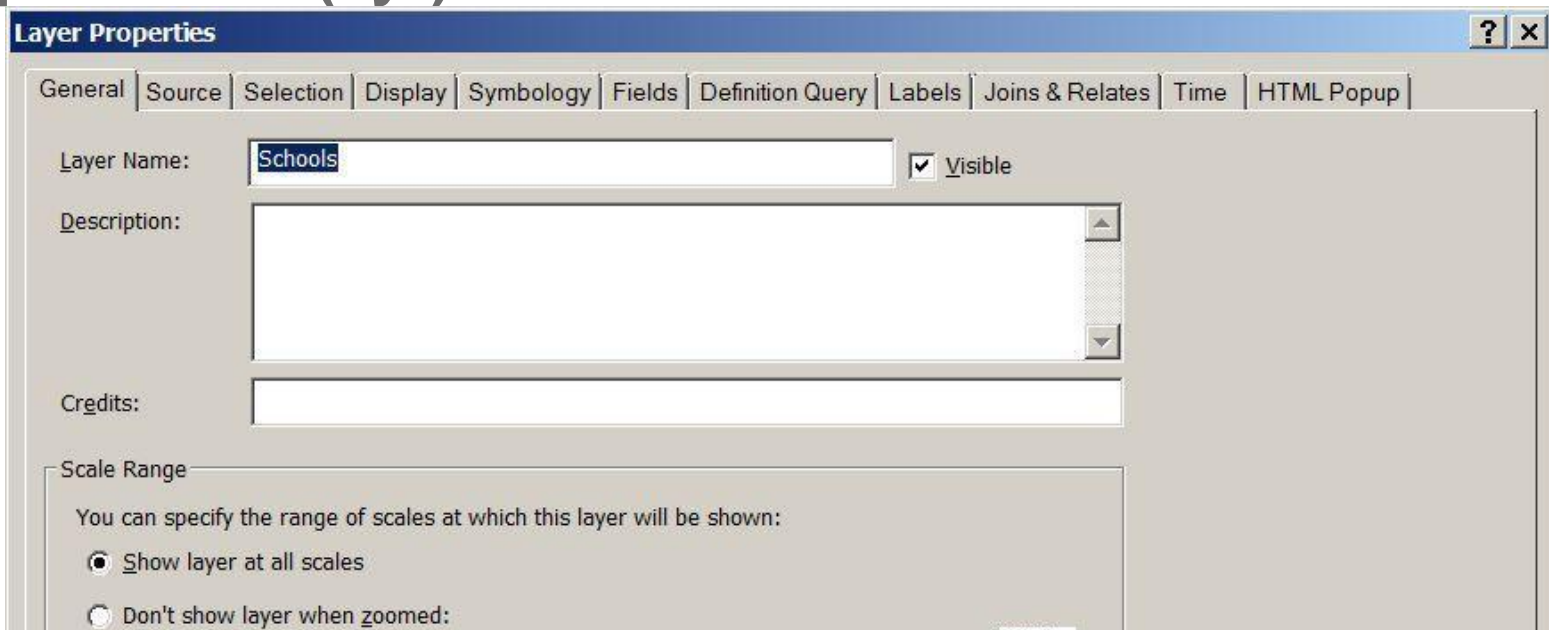 Layer Properties
General Source Selection Display Symbology Fields Definition Query Labels Joins & Relates Time HTML Popup
Layer Name: Schools Visible
Description:
Credits:
Scale Range
You can specify the range of scales at which this layer will be shown:
Show layer at all scales
Don't show layer when zoomed: